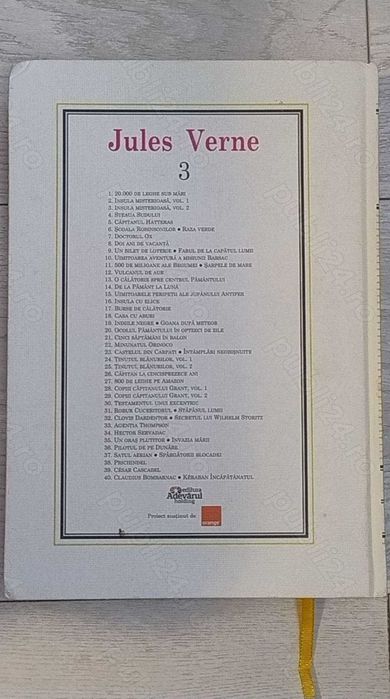 Jules Verne
3
1. 20.000 DE LEGHE SUB MĂRI
2. INSULA MISTERIOASĂ, VOL. 1
3. INSULA MISTERIOASĂ, VOL. 2
4. STEAUA SUDULUI
5. CĂPITANUL HATTERAS
6. ȘCOALA ROBINSONILOR • RAZA VERDE
7. DOCTORUL OX
8. DOI ANI DE VACANȚĂ
9. UN BILET DE LOTERIE • FARUL DE LA CAPĂTUL LUMII
10. UIMITOAREA AVENTURĂ A MISIUNII BARSAC
11. 500 DE MILIOANE ALE BEGUMEI • ȘARPELE DE MARE
12. VULCANUL DE AUR
13. O CĂLĂTORIE SPRE CENTRUL PĂMÂNTULUI
14. DE LA PĂMÂNT LA LUNĂ
15. UIMITOARELE PERIPEȚII ALE JUPÂNULUI ANTIFER
16. INSULA CU ELICE
17. BURSE DE CĂLĂTORIE
18. CASA CU ABURI
19. INDIILE NEGRE • GOANA DUPĂ METEOR
20. OCOLUL PĂMÂNTULUI ÎN OPTZECI DE ZILE
21. CINCI SĂPTĂMÂNI ÎN BALON
22. MINUNATUL ORINOCO
23. CASTELUL DIN CARPAȚI • ÎNTÂMPLĂRI NEOBIȘNUITE
24. ȚINUTUL BLĂNURILOR, VOL. 1
25. ȚINUTUL BLĂNURILOR, VOL. 2
26. CĂPITAN LA CINCISPREZECE ANI
27. 800 DE LEGHE PE AMAZON
28. COPIII CĂPITANULUI GRANT, VOL. 1
29. COPIII CĂPITANULUI GRANT, VOL. 2
30. TESTAMENTUL UNUI EXCENTRIC
31. ROBUR CUCERITORUL • STĂPÂNUL LUMII
32. CLOVIS DARDENTOR • SECRETUL LUI WILHELM STORITZ
33. AGENȚIA THOMPSON
34. HECTOR SERVADAC
35. UN ORAȘ PLUTITOR • INVAZIA MĂRII
36. PILOTUL DE PE DUNĂRE
37. SATUL AERIAN • SPĂRGĂTORII BLOCADEI
38. PRICHINDEL
39. CÉSAR CASCABEL
40. CLAUDIUS BOMBARNAC • KÉRABAN ÎNCĂPĂȚÂNATUL
editura
Adevărul
holding
Proiect susținut de
orange